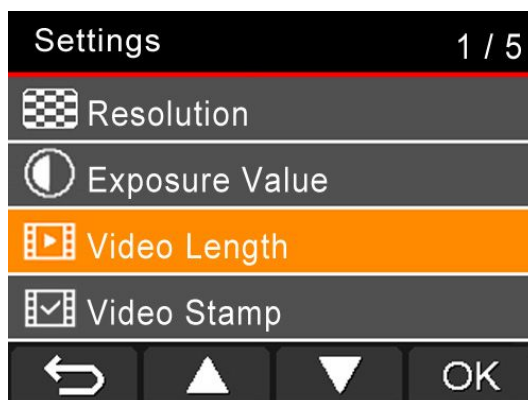 Settings 1 / 5
Resolution
Exposure Value
Video Length
Video Stamp
OK